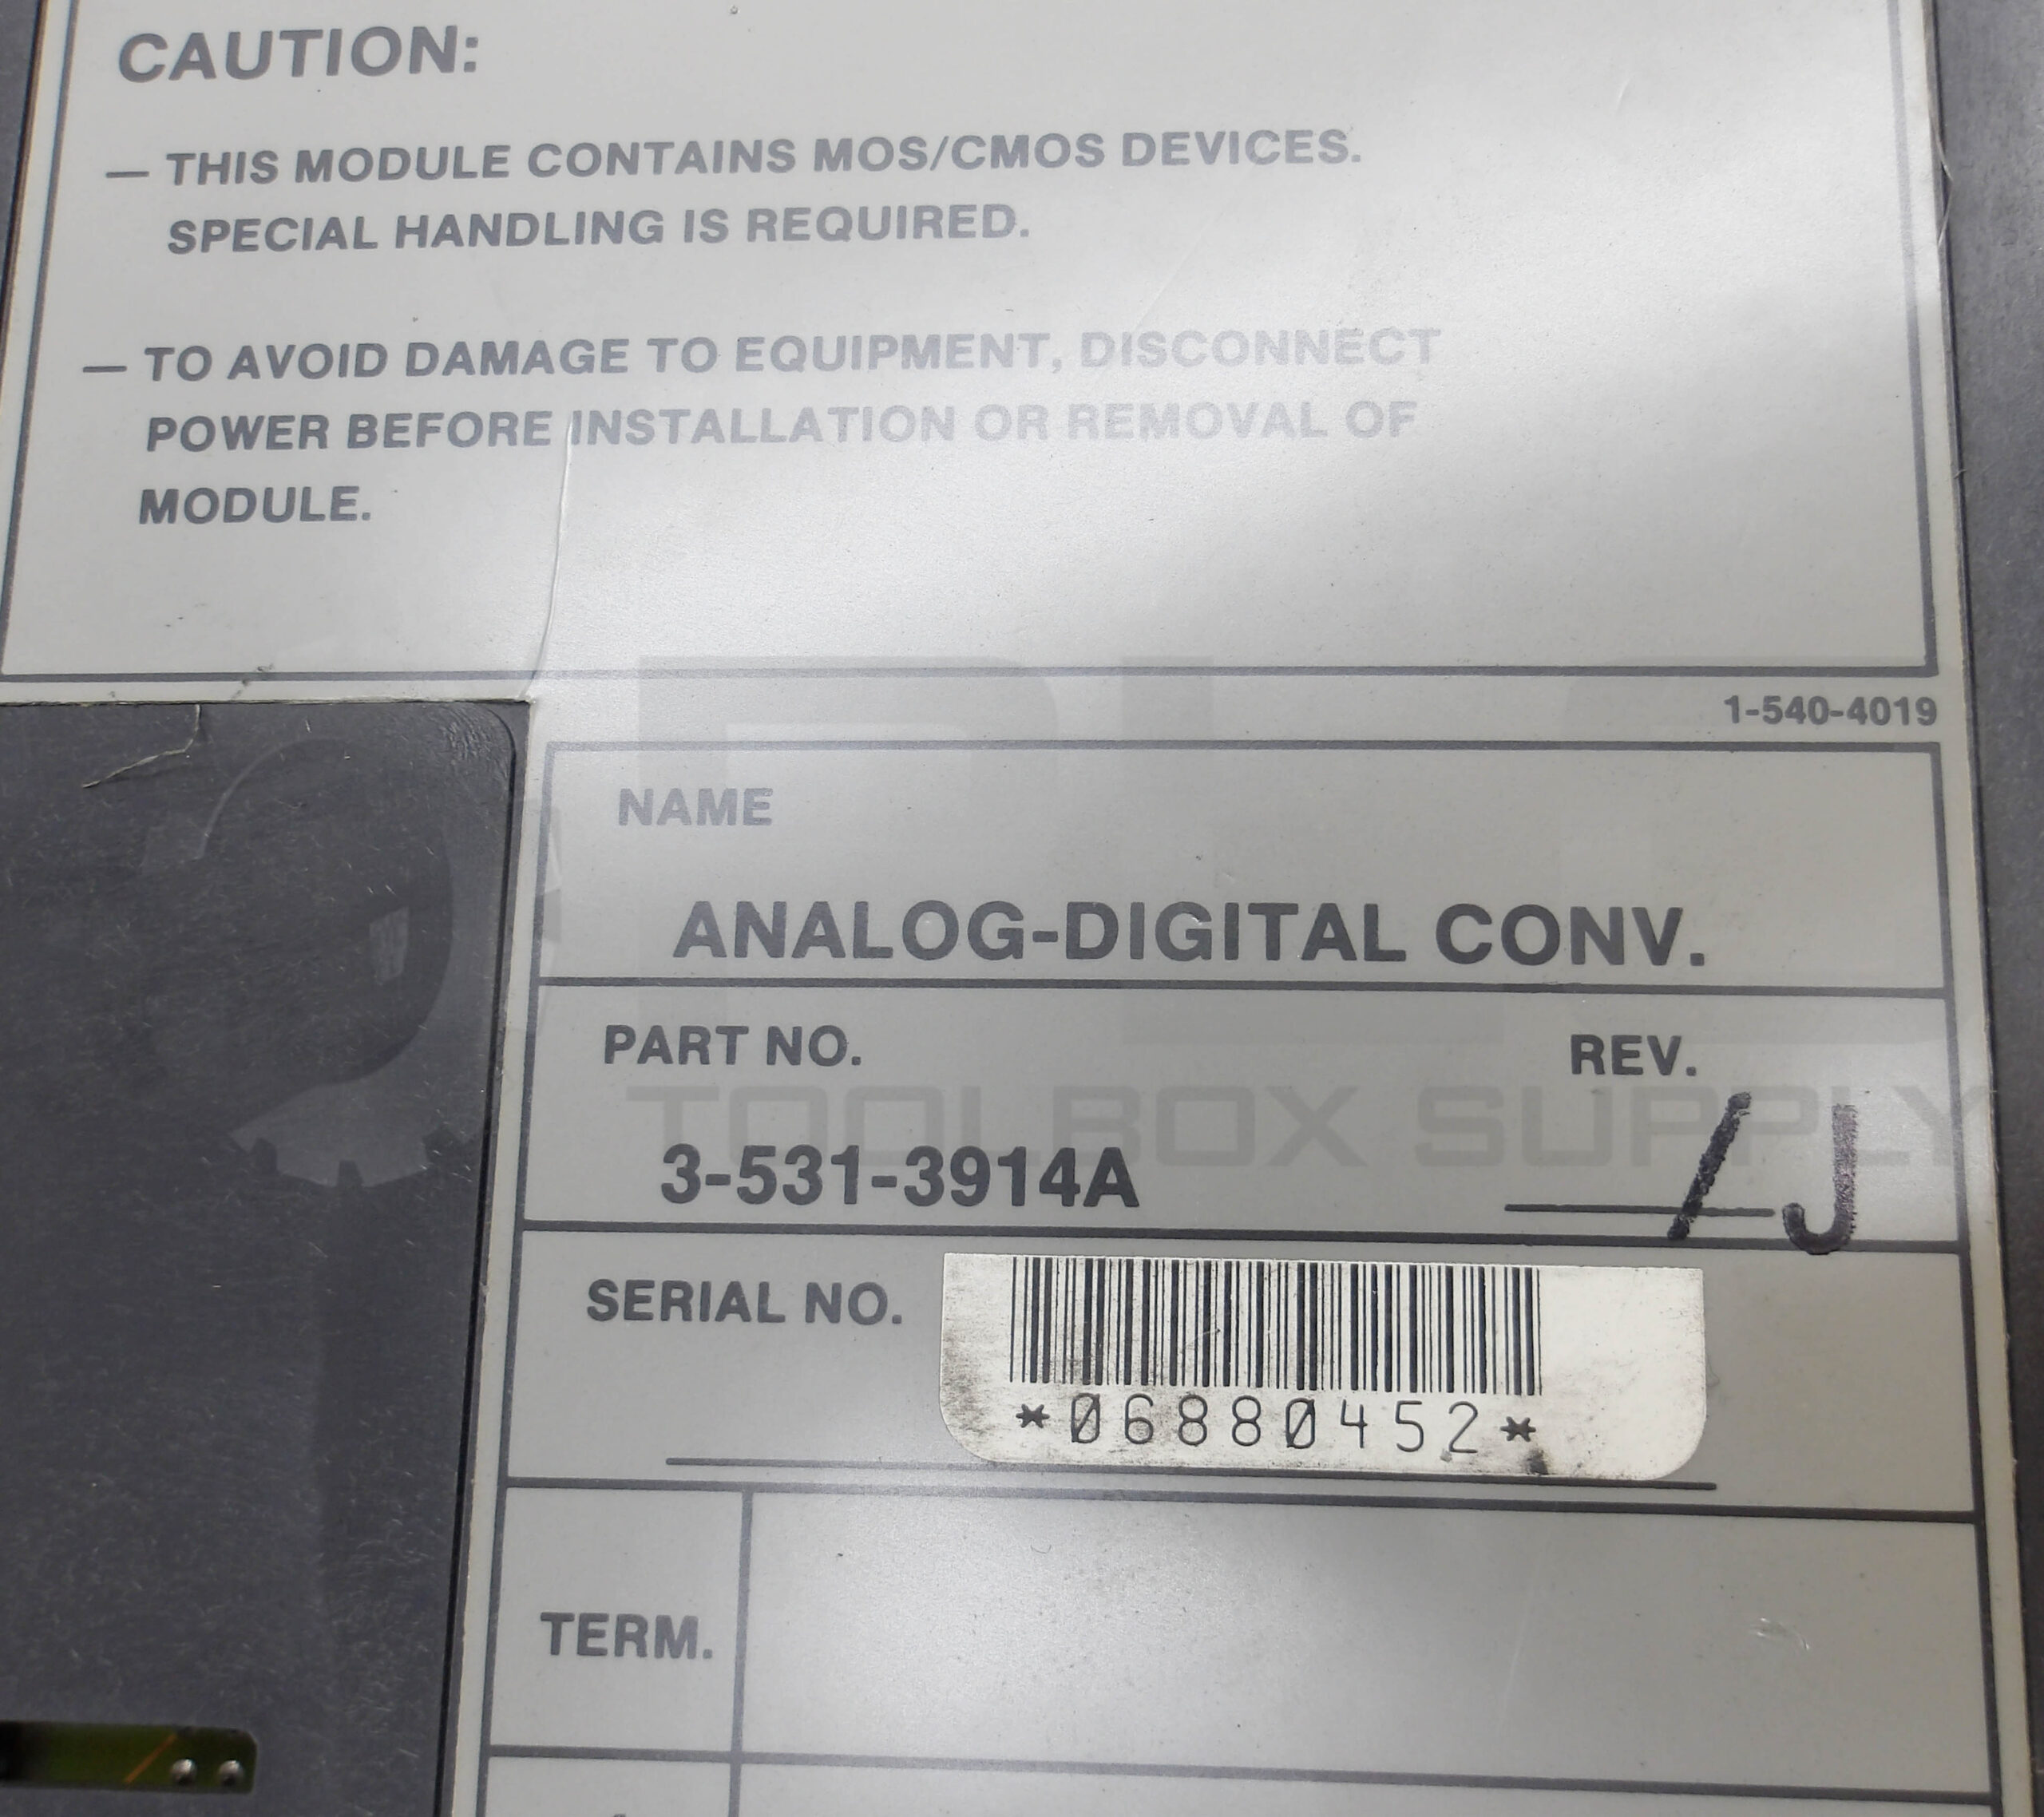 CAUTION:
— THIS MODULE CONTAINS MOS/CMOS DEVICES.
SPECIAL HANDLING IS REQUIRED.
— TO AVOID DAMAGE TO EQUIPMENT, DISCONNECT
POWER BEFORE INSTALLATION OR REMOVAL OF
MODULE.
1-540-4019
NAME
ANALOG-DIGITAL CONV.
PART NO. REV.
TOOLBOX SUPPLY
3-531-3914A /J
SERIAL NO.
*06880452*
TERM.